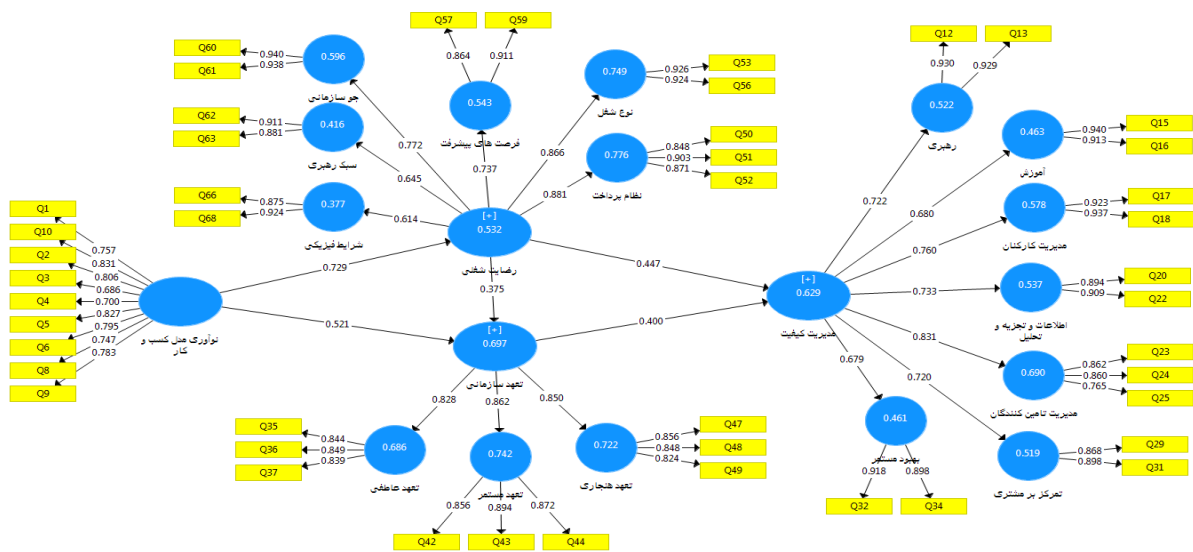 Q57
Q59
0.864
0.911
Q60
Q61
0.940
0.938
0.596
جو سازمانی
0.772
0.543
فرصت های پیشرفت
0.737
0.749
نوع شغل
0.866
0.926
0.924
Q53
Q56
Q62
Q63
0.911
0.881
0.416
سبک رهبری
0.645
0.776
نظام پرداخت
0.881
0.848
0.903
0.871
Q50
Q51
Q52
Q66
Q68
0.875
0.924
0.377
شرایط فیزیکی
0.614
[+]
0.532
رضایت شغلی
Q1
Q10
Q2
Q3
Q4
Q5
Q6
Q8
Q9
0.757
0.831
0.806
0.686
0.700
0.827
0.795
0.747
0.783
نوآوری مدل کسب و
کار
0.729
0.521
0.375
0.447
0.400
[+]
0.697
تعهد سازمانی
0.828
0.862
0.850
Q35
Q36
Q37
0.844
0.849
0.839
0.686
تعهد عاطفی
0.742
تعهد مستمر
0.856
0.894
0.872
Q42
Q43
Q44
0.722
تعهد هنجاری
0.856
0.848
0.824
Q47
Q48
Q49
[+]
0.629
مدیریت کیفیت
Q12
Q13
0.930
0.929
0.522
رهبری
0.722
0.463
آموزش
0.680
0.940
0.913
Q15
Q16
0.578
مدیریت کارکنان
0.760
0.923
0.937
Q17
Q18
0.537
اطلاعات و تجزیه و
تحلیل
0.733
0.894
0.909
Q20
Q22
0.690
مدیریت تامین کنندگان
0.831
0.862
0.860
0.765
Q23
Q24
Q25
0.519
تمرکز بر مشتری
0.720
0.868
0.898
Q29
Q31
0.461
بهبود مستمر
0.679
0.918
0.898
Q32
Q34